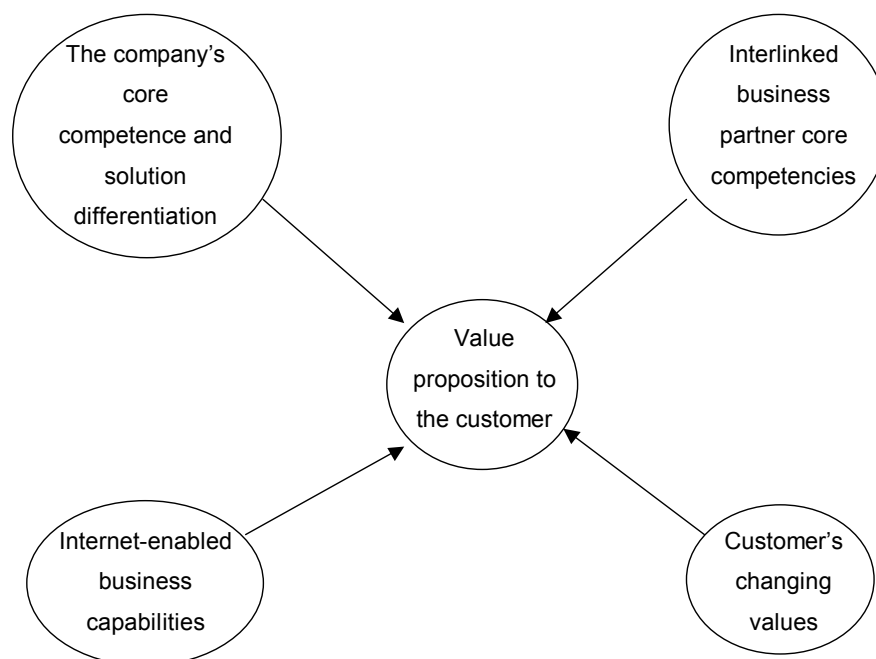 The company’s
core
competence and
solution
differentiation
Interlinked
business
partner core
competencies
Value
proposition to
the customer
Internet-enabled
business
capabilities
Customer’s
changing
values